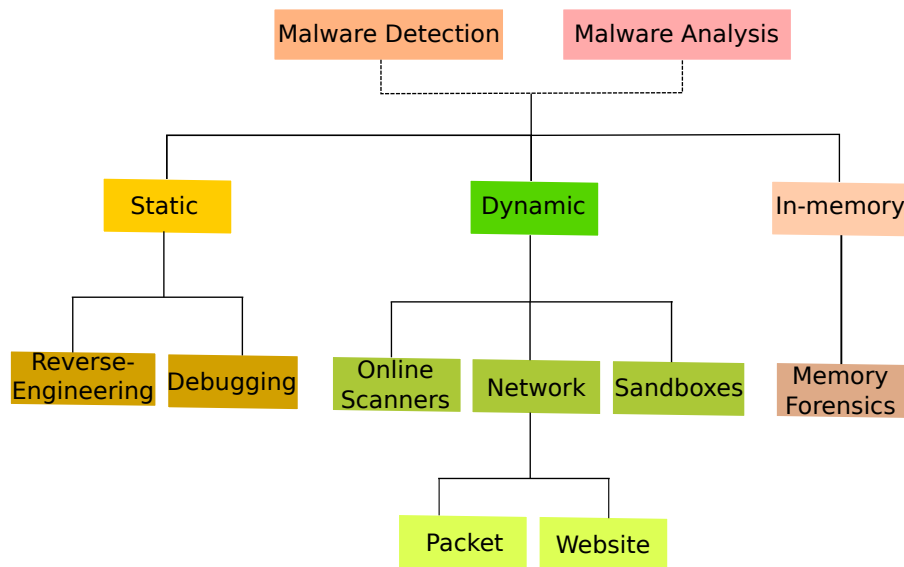 Malware Detection
Malware Analysis
Static
Dynamic
In-memory
Reverse-
Engineering
Debugging
Online
Scanners
Network
Sandboxes
Memory
Forensics
Packet
Website